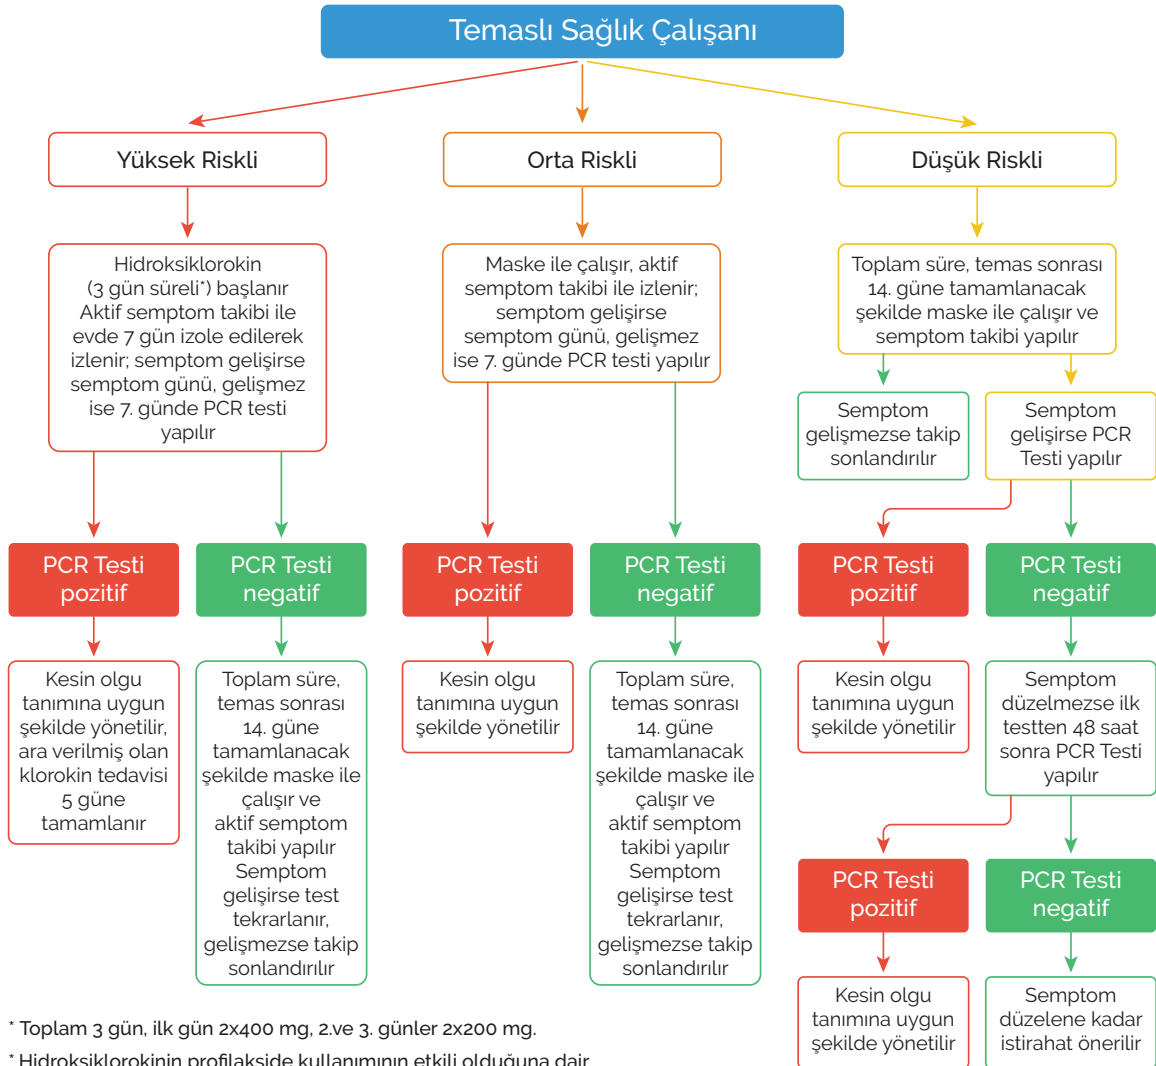 Temaslı Sağlık Çalışanı
Yüksek Riskli
Orta Riskli
Düşük Riskli
Hidroksiklorokin
(3 gün süreli*) başlanır
Aktif semptom takibi ile
evde 7 gün izole edilerek
izlenir; semptom gelişirse
semptom günü, gelişmez
ise 7. günde PCR testi
yapılır
Maske ile çalışır, aktif
semptom takibi ile izlenir;
semptom gelişirse
semptom günü, gelişmez
ise 7. günde PCR testi yapılır
Toplam süre, temas sonrası
14. güne tamamlanacak
şekilde maske ile çalışır ve
semptom takibi yapılır
Semptom
gelişmezse takip
sonlandırılır
Semptom
gelişirse PCR
Testi yapılır
PCR Testi
pozitif
PCR Testi
negatif
PCR Testi
pozitif
PCR Testi
negatif
PCR Testi
pozitif
PCR Testi
negatif
Kesin olgu
tanımına uygun
şekilde yönetilir,
ara verilmiş olan
klorokin tedavisi
5 güne
tamamlanır
Toplam süre,
temas sonrası
14. güne
tamamlanacak
şekilde maske ile
çalışır ve
aktif semptom
takibi yapılır
Semptom
gelişirse test
tekrarlanır,
gelişmezse takip
sonlandırılır
Kesin olgu
tanımına uygun
şekilde yönetilir
Toplam süre,
temas sonrası
14. güne
tamamlanacak
şekilde maske ile
çalışır ve
aktif semptom
takibi yapılır
Semptom
gelişirse test
tekrarlanır,
gelişmezse takip
sonlandırılır
Kesin olgu
tanımına uygun
şekilde yönetilir
Semptom
düzelmezse ilk
testten 48 saat
sonra PCR Testi
yapılır
PCR Testi
pozitif
PCR Testi
negatif
Kesin olgu
tanımına uygun
şekilde yönetilir
Semptom
düzelene kadar
istirahat önerilir
* Toplam 3 gün, ilk gün 2x400 mg, 2.ve 3. günler 2x200 mg.
* Hidroksiklorokinin profilakside kullanımının etkili olduğuna dair